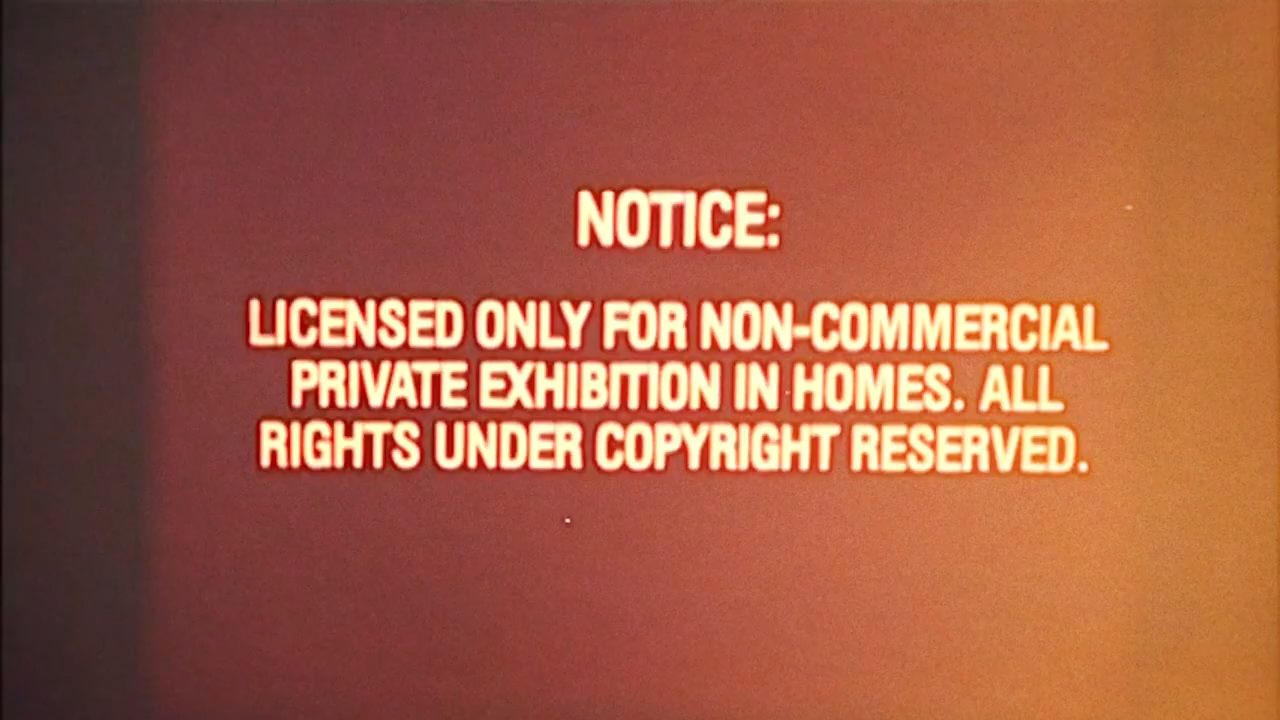 NOTICE:
LICENSED ONLY FOR NON-COMMERCIAL
PRIVATE EXHIBITION IN HOMES. ALL
RIGHTS UNDER COPYRIGHT RESERVED.